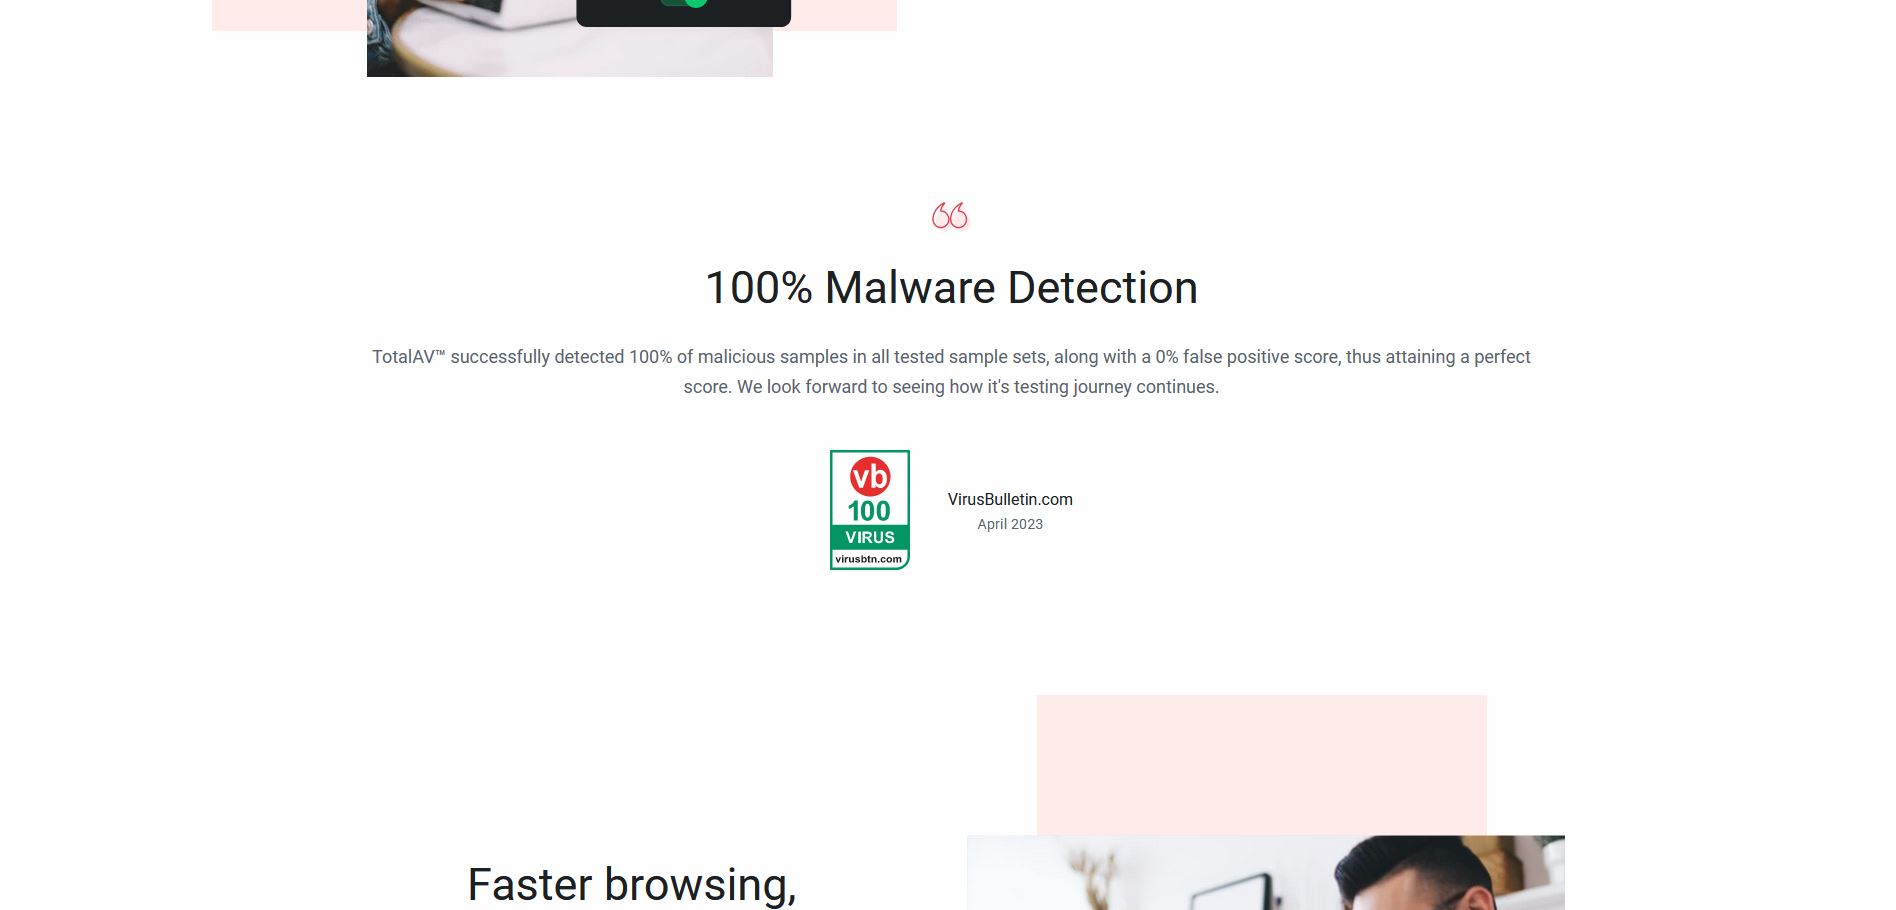 100% Malware Detection
TotalAV™ successfully detected 100% of malicious samples in all tested sample sets, along with a 0% false positive score, thus attaining a perfect
score. We look forward to seeing how it's testing journey continues.
vb
100
VIRUS
virusbtn.com
VirusBulletin.com
April 2023
Faster browsing,